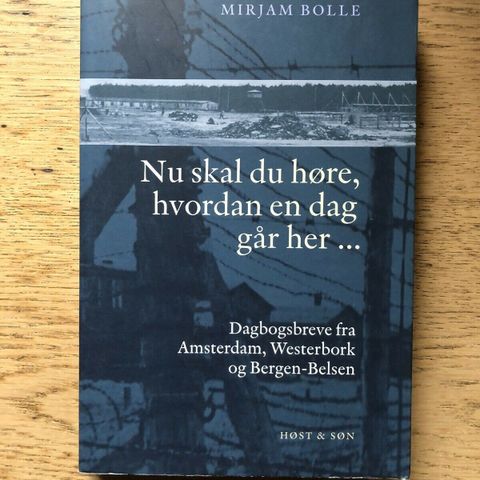 MIRJAM BOLLE
Nu skal du høre,
hvordan en dag
går her ...
Dagbogsbreve fra
Amsterdam, Westerbork
og Bergen-Belsen
HØST & SØN